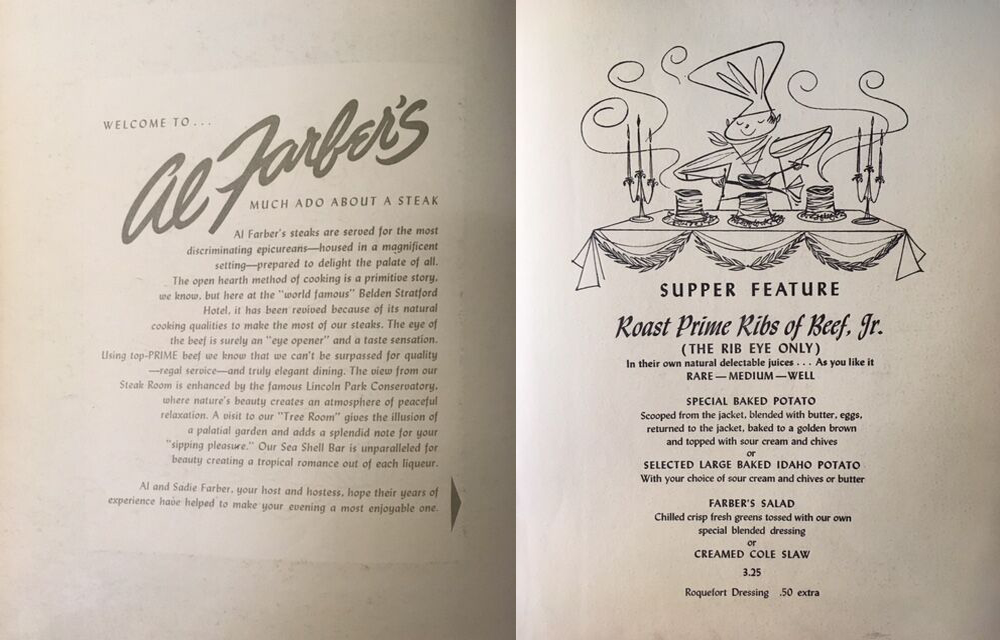 WELCOME TO...
Al Farber's
MUCH ADO ABOUT A STEAK
Al Farber's steaks are served for the most
discriminating epicureans—housed in a magnificent
setting—prepared to delight the palate of all.
The open hearth method of cooking is a primitive story,
we know, but here at the "world famous" Belden Stratford
Hotel, it has been revived because of its natural
cooking qualities to make the most of our steaks. The eye of
the beef is surely an "eye opener" and a taste sensation.
Using top-PRIME beef we know that we can't be surpassed for quality
—regal service—and truly elegant dining. The view from our
Steak Room is enhanced by the famous Lincoln Park Conservatory,
where nature's beauty creates an atmosphere of peaceful
relaxation. A visit to our "Tree Room" gives the illusion of
a palatial garden and adds a splendid note for your
"sipping pleasure." Our Sea Shell Bar is unparalleled for
beauty creating a tropical romance out of each liqueur.
Al and Sadie Farber, your host and hostess, hope their years of
experience have helped to make your evening a most enjoyable one.
SUPPER FEATURE
Roast Prime Ribs of Beef, Jr.
(THE RIB EYE ONLY)
In their own natural delectable juices . . . As you like it
RARE — MEDIUM — WELL
SPECIAL BAKED POTATO
Scooped from the jacket, blended with butter, eggs,
returned to the jacket, baked to a golden brown
and topped with sour cream and chives
or
SELECTED LARGE BAKED IDAHO POTATO
With your choice of sour cream and chives or butter
FARBER'S SALAD
Chilled crisp fresh greens tossed with our own
special blended dressing
or
CREAMED COLE SLAW
3.25
Roquefort Dressing .50 extra